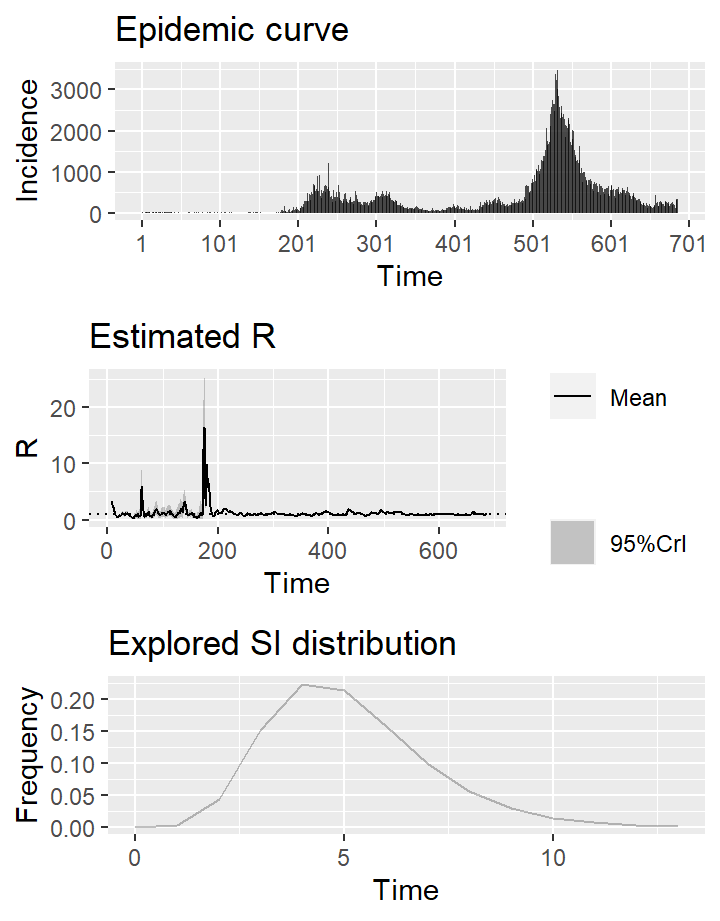 Epidemic curve
3000
2000
1000
0
Incidence
1 101 201 301 401 501 601 701
Time
Estimated R
20
10
0
R
0 200 400 600
Time
Mean
95%CrI
Explored SI distribution
0.20
0.15
0.10
0.05
0.00
Frequency
0 5 10
Time